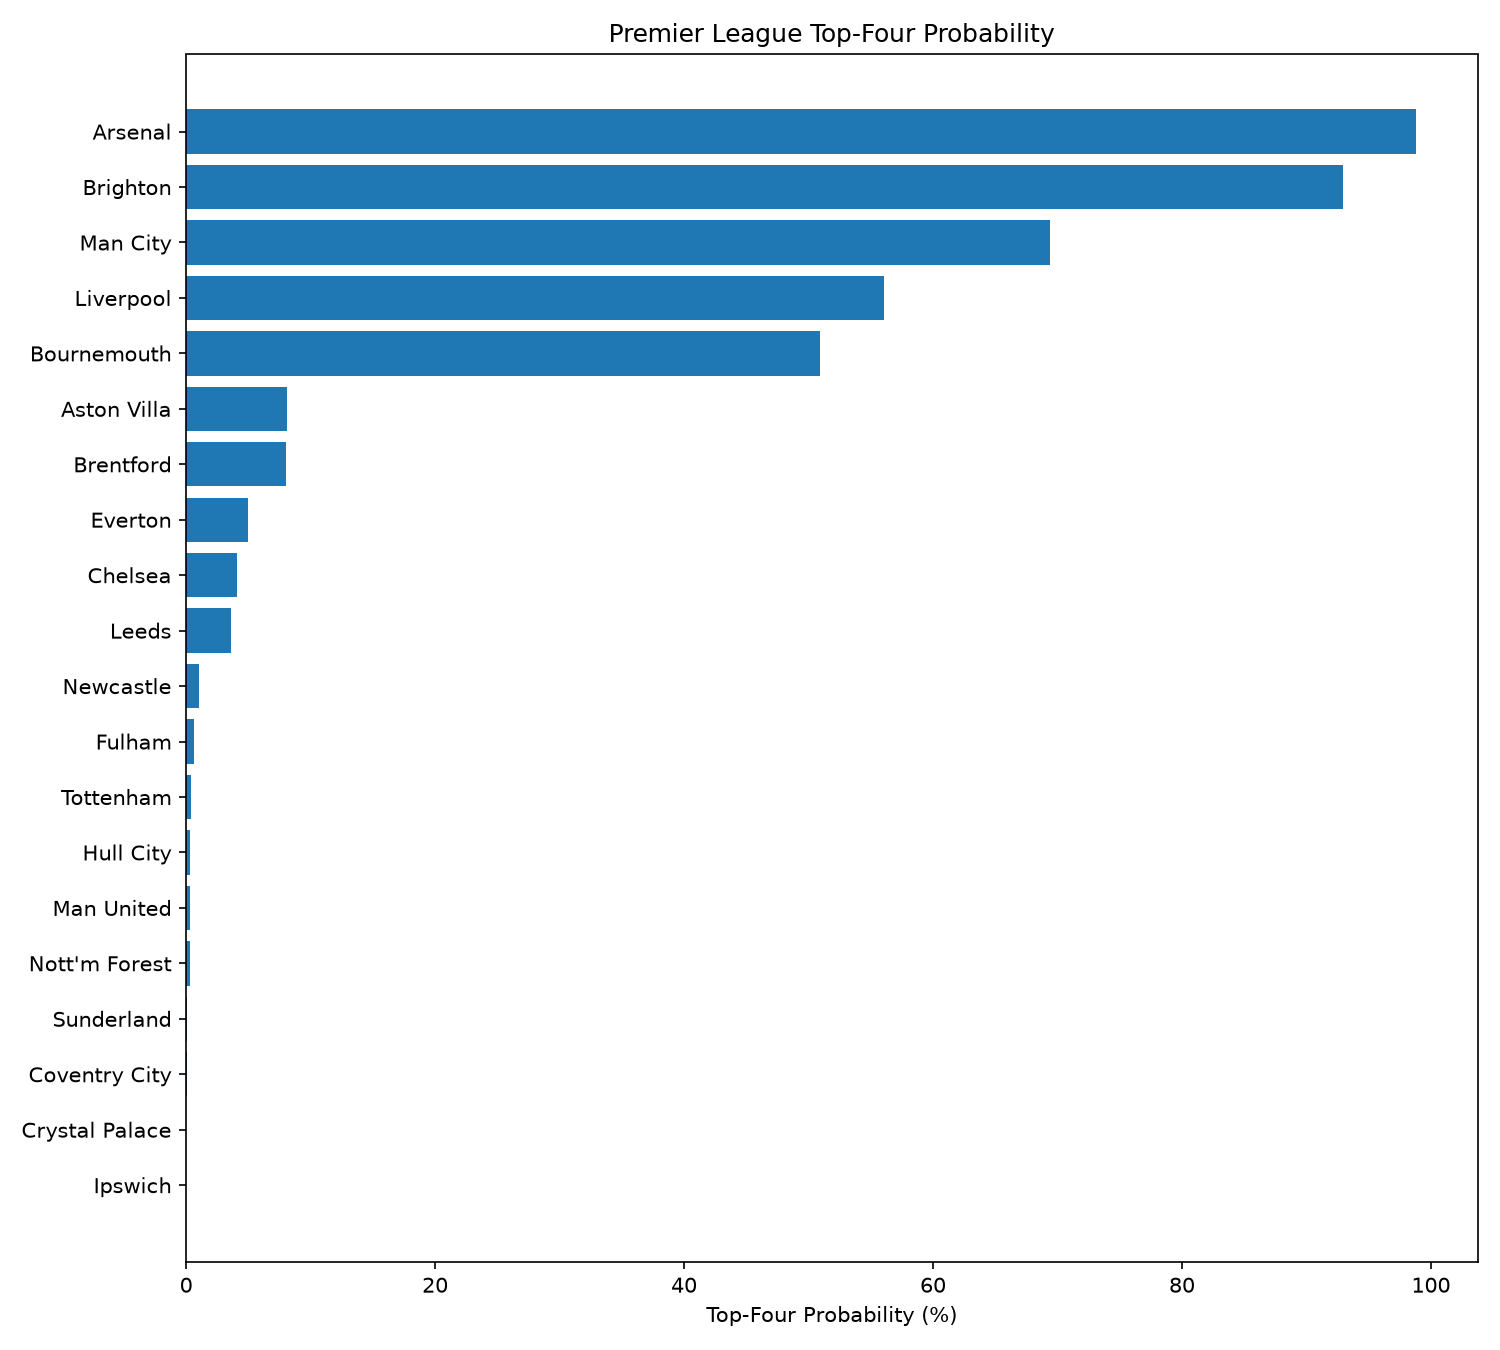 Premier League Top-Four Probability
Arsenal
Brighton
Man City
Liverpool
Bournemouth
Aston Villa
Brentford
Everton
Chelsea
Leeds
Newcastle
Fulham
Tottenham
Hull City
Man United
Nott'm Forest
Sunderland
Coventry City
Crystal Palace
Ipswich
0 20 40 60 80 100
Top-Four Probability (%)